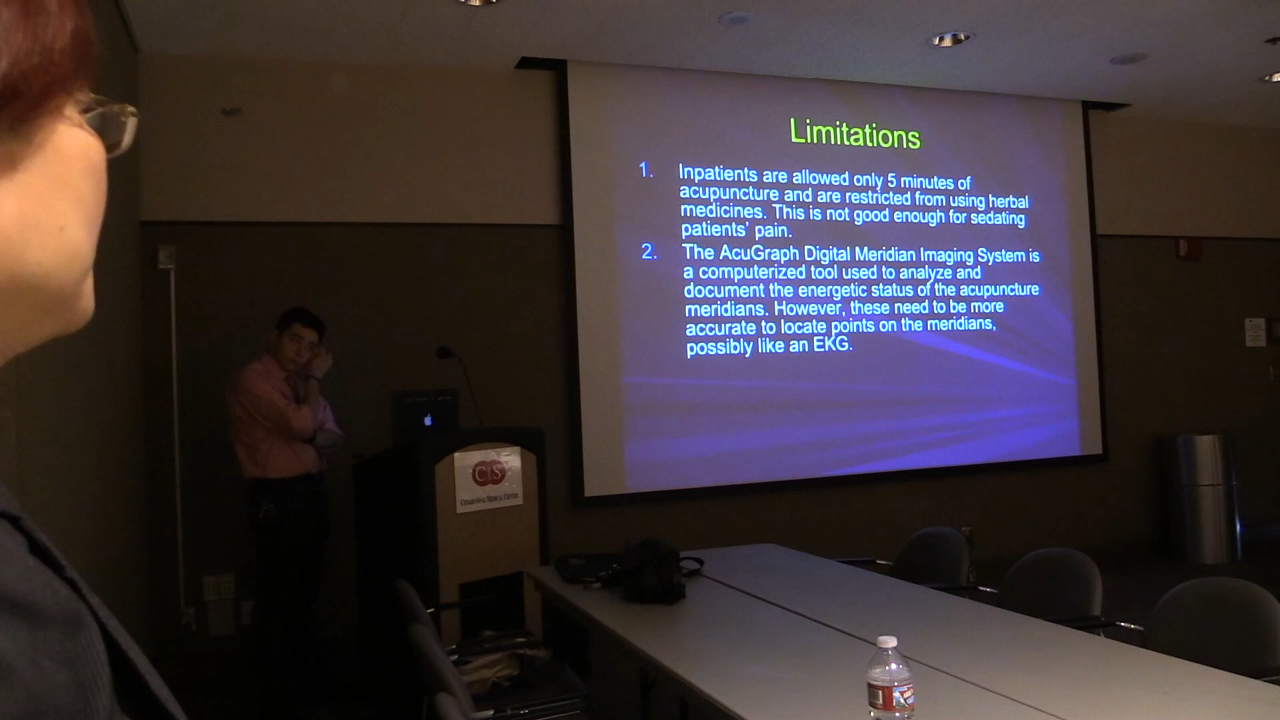 Limitations
1. Inpatients are allowed only 5 minutes of
acupuncture and are restricted from using herbal
medicines. This is not good enough for sedating
patients' pain.
2. The AcuGraph Digital Meridian Imaging System is
a computerized tool used to analyze and
document the energetic status of the acupuncture
meridians. However, these need to be more
accurate to locate points on the meridians,
possibly like an EKG.